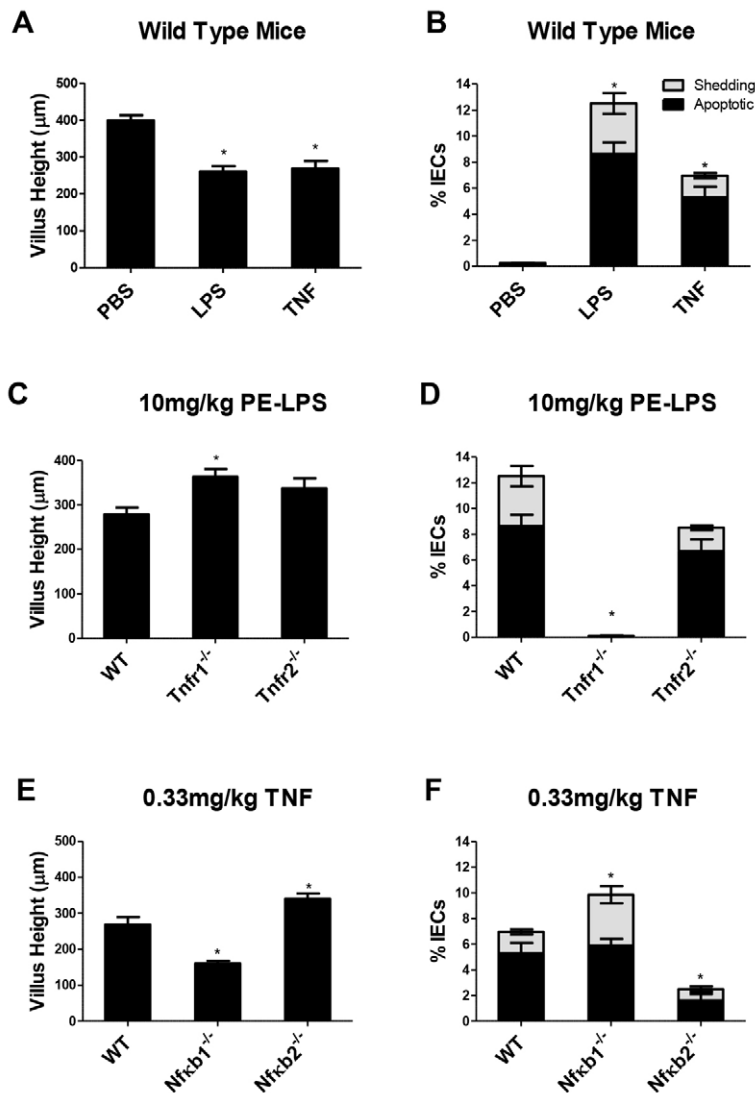 A
Wild Type Mice
Villus Height (μm)
500
400
300
200
100
0
PBS
LPS
TNF
*
*
B
Wild Type Mice
% IECs
14
12
10
8
6
4
2
0
PBS
LPS
TNF
*
*
Shedding
Apoptotic
C
10mg/kg PE-LPS
Villus Height (μm)
400
300
200
100
0
WT
Tnfr1-/-
Tnfr2-/-
*
D
10mg/kg PE-LPS
% IECs
14
12
10
8
6
4
2
0
WT
Tnfr1-/-
Tnfr2-/-
*
E
0.33mg/kg TNF
Villus Height (μm)
500
400
300
200
100
0
WT
Nfκb1-/-
Nfκb2-/-
*
*
F
0.33mg/kg TNF
% IECs
14
12
10
8
6
4
2
0
WT
Nfκb1-/-
Nfκb2-/-
*
*